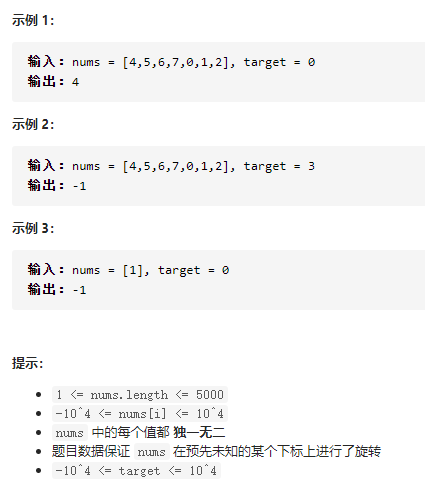 示例 1：
输入：nums = [4,5,6,7,0,1,2], target = 0
输出：4
示例 2：
输入：nums = [4,5,6,7,0,1,2], target = 3
输出：-1
示例 3：
输入：nums = [1], target = 0
输出：-1
提示：
1 <= nums.length <= 5000
-10^4 <= nums[i] <= 10^4
nums 中的每个值都 独一无二
题目数据保证 nums 在预先未知的某个下标上进行了旋转
-10^4 <= target <= 10^4